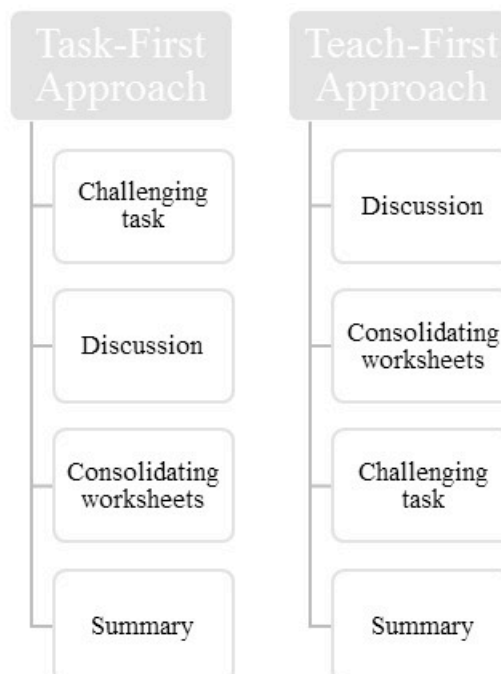 Task-First
Approach
Challenging
task
Discussion
Consolidating
worksheets
Summary
Teach-First
Approach
Discussion
Consolidating
worksheets
Challenging
task
Summary